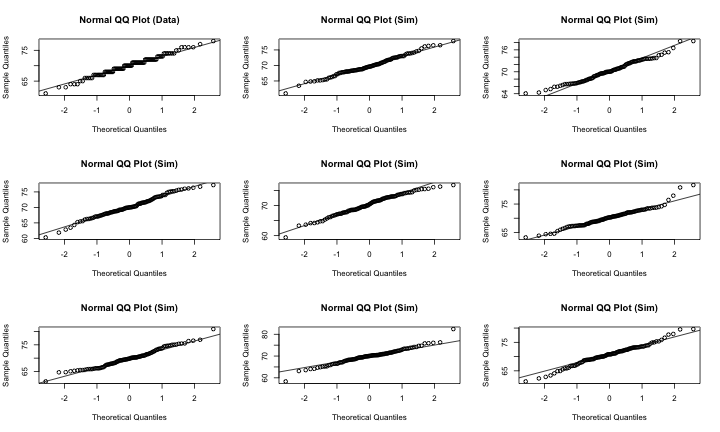 Normal QQ Plot (Data)
Sample Quantiles
65 75
-2 -1 0 1 2
Theoretical Quantiles
Normal QQ Plot (Sim)
Sample Quantiles
65 70 75
-2 -1 0 1 2
Theoretical Quantiles
Normal QQ Plot (Sim)
Sample Quantiles
64 70 76
-2 -1 0 1 2
Theoretical Quantiles
Normal QQ Plot (Sim)
Sample Quantiles
60 65 70 75
-2 -1 0 1 2
Theoretical Quantiles
Normal QQ Plot (Sim)
Sample Quantiles
60 70
-2 -1 0 1 2
Theoretical Quantiles
Normal QQ Plot (Sim)
Sample Quantiles
65 75
-2 -1 0 1 2
Theoretical Quantiles
Normal QQ Plot (Sim)
Sample Quantiles
65 75
-2 -1 0 1 2
Theoretical Quantiles
Normal QQ Plot (Sim)
Sample Quantiles
60 70 80
-2 -1 0 1 2
Theoretical Quantiles
Normal QQ Plot (Sim)
Sample Quantiles
65 75
-2 -1 0 1 2
Theoretical Quantiles